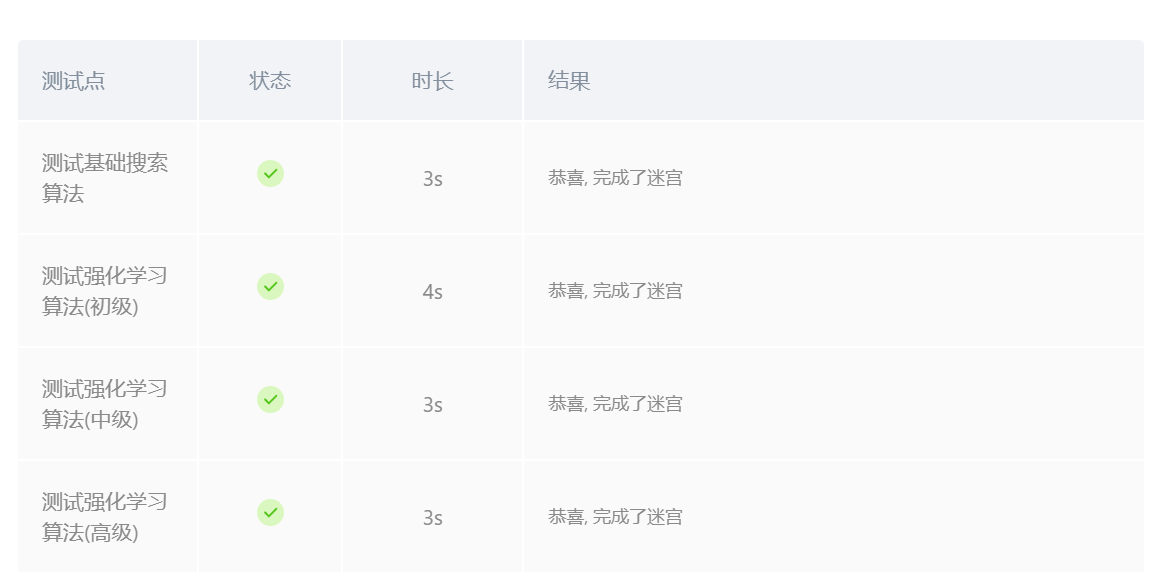 测试点 状态 时长 结果
测试基础搜索
算法
3s
恭喜, 完成了迷宫
测试强化学习
算法(初级)
4s
恭喜, 完成了迷宫
测试强化学习
算法(中级)
3s
恭喜, 完成了迷宫
测试强化学习
算法(高级)
3s
恭喜, 完成了迷宫